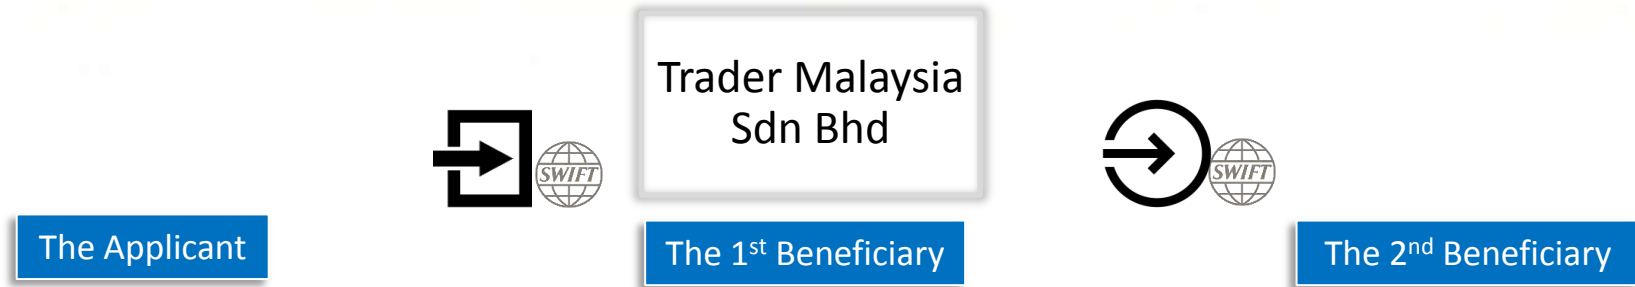 Trader Malaysia
Sdn Bhd
SWIFT
SWIFT
The Applicant
The 1st Beneficiary
The 2nd Beneficiary